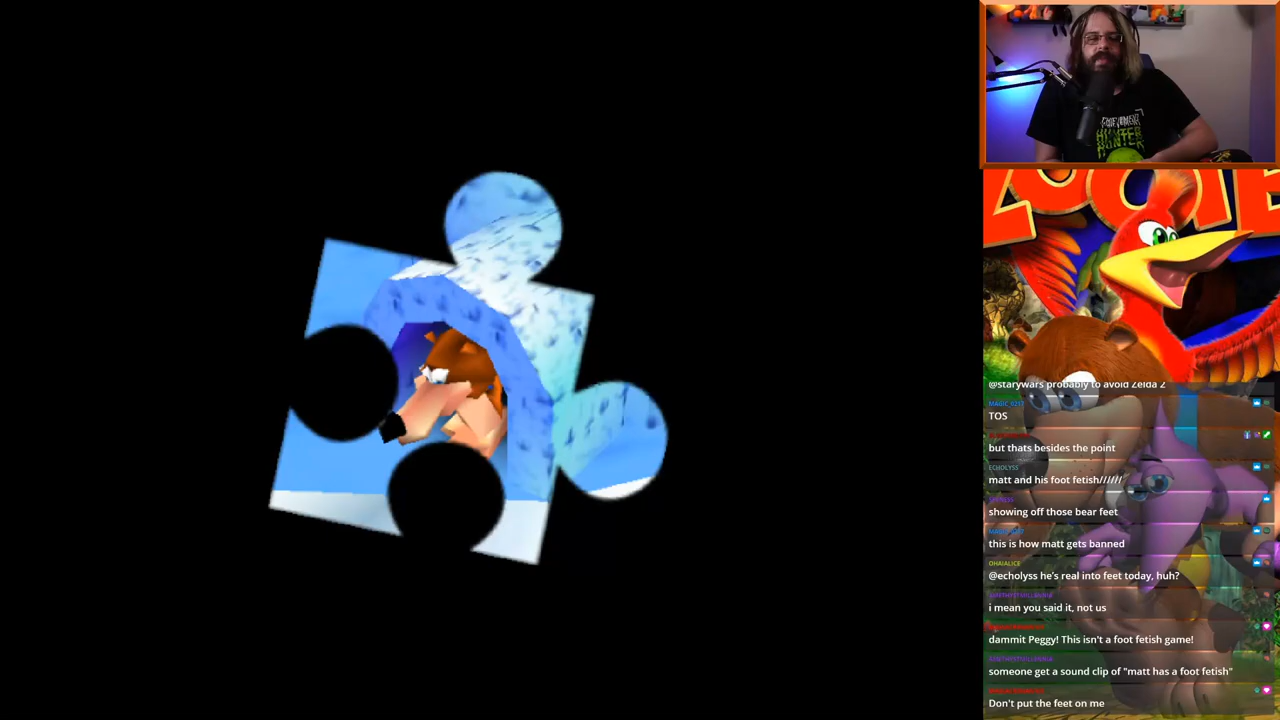 HUNTER
@starywars probably to avoid Zelda 2
TOS
but thats besides the point
ECHOLYSS
matt and his foot fetish//////
showing off those bear feet
this is how matt gets banned
OHAIALICE
@echolyss he's real into feet today, huh?
i mean you said it, not us
dammit Peggy! This isn't a foot fetish game!
someone get a sound clip of "matt has a foot fetish"
Don't put the feet on me